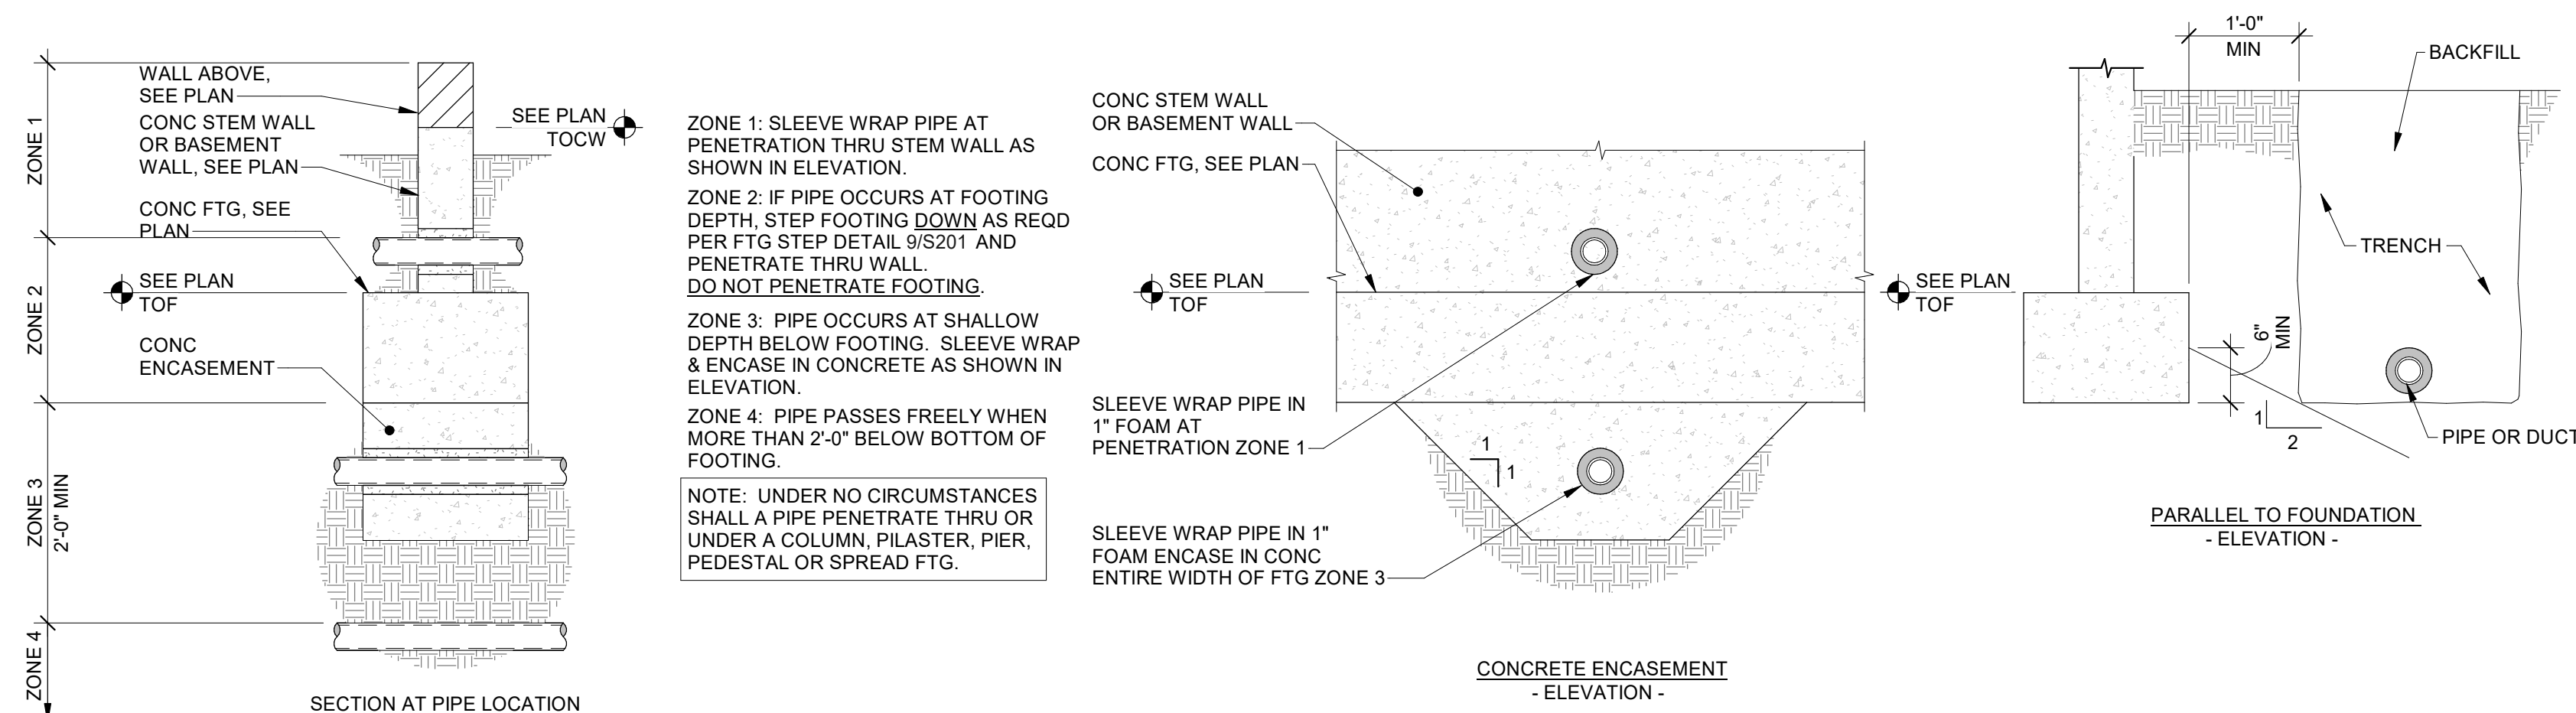 ZONE 1
ZONE 2
ZONE 3
2'-0" MIN
ZONE 4
WALL ABOVE,
SEE PLAN
CONC STEM WALL
OR BASEMENT
WALL, SEE PLAN
CONC FTG, SEE
PLAN
SEE PLAN
TOF
CONC
ENCASEMENT
SEE PLAN
TOCW
SECTION AT PIPE LOCATION
ZONE 1: SLEEVE WRAP PIPE AT
PENETRATION THRU STEM WALL AS
SHOWN IN ELEVATION.
ZONE 2: IF PIPE OCCURS AT FOOTING
DEPTH, STEP FOOTING DOWN AS REQD
PER FTG STEP DETAIL 9/S201 AND
PENETRATE THRU WALL.
DO NOT PENETRATE FOOTING.
ZONE 3: PIPE OCCURS AT SHALLOW
DEPTH BELOW FOOTING. SLEEVE WRAP
& ENCASE IN CONCRETE AS SHOWN IN
ELEVATION.
ZONE 4: PIPE PASSES FREELY WHEN
MORE THAN 2'-0" BELOW BOTTOM OF
FOOTING.
NOTE: UNDER NO CIRCUMSTANCES
SHALL A PIPE PENETRATE THRU OR
UNDER A COLUMN, PILASTER, PIER,
PEDESTAL OR SPREAD FTG.
CONC STEM WALL
OR BASEMENT WALL
CONC FTG, SEE PLAN
SEE PLAN
TOF
SEE PLAN
TOF
SLEEVE WRAP PIPE IN
1" FOAM AT
PENETRATION ZONE 1
1
1
SLEEVE WRAP PIPE IN 1"
FOAM ENCASE IN CONC
ENTIRE WIDTH OF FTG ZONE 3
CONCRETE ENCASEMENT
- ELEVATION -
1'-0"
MIN
BACKFILL
TRENCH
6"
MIN
1
2
PIPE OR DUCT
PARALLEL TO FOUNDATION
- ELEVATION -